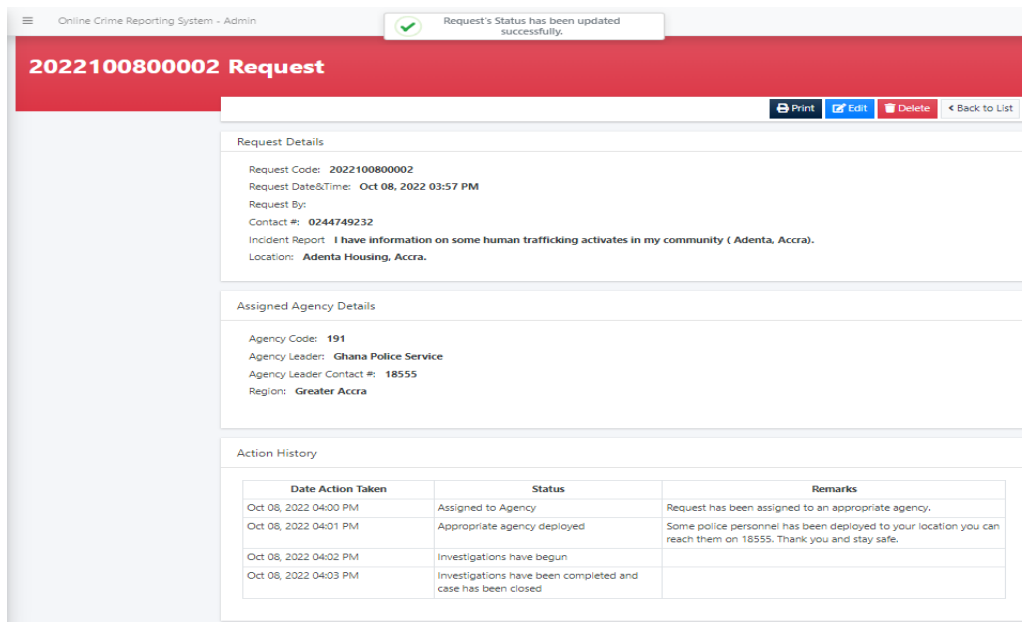 Online Crime Reporting System - Admin
Request's Status has been updated
successfully.
2022100800002 Request
Print Edit Delete < Back to List
Request Details
Request Code: 2022100800002
Request Date&Time: Oct 08, 2022 03:57 PM
Request By:
Contact #: 0244749232
Incident Report I have information on some human trafficking activates in my community ( Adenta, Accra).
Location: Adenta Housing, Accra.
Assigned Agency Details
Agency Code: 191
Agency Leader: Ghana Police Service
Agency Leader Contact #: 18555
Region: Greater Accra
Action History
Date Action Taken Status Remarks
Oct 08, 2022 04:00 PM Assigned to Agency Request has been assigned to an appropriate agency.
Oct 08, 2022 04:01 PM Appropriate agency deployed Some police personnel has been deployed to your location you can
reach them on 18555. Thank you and stay safe.
Oct 08, 2022 04:02 PM Investigations have begun
Oct 08, 2022 04:03 PM Investigations have been completed and
case has been closed